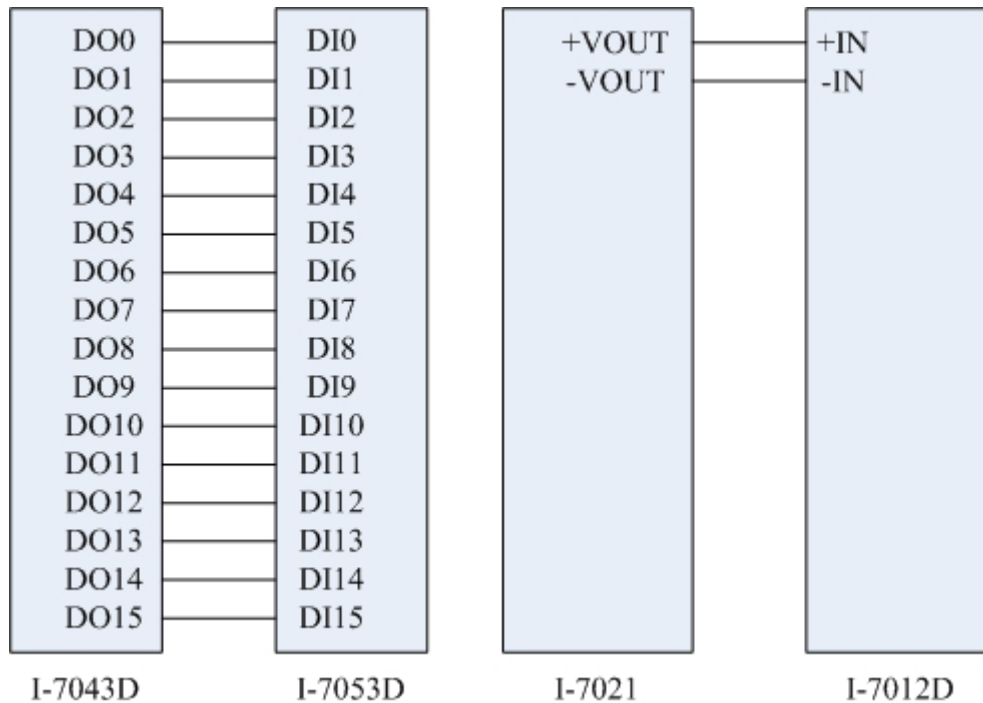 DO0 DI0 +VOUT +IN
DO1 DI1 -VOUT -IN
DO2 DI2
DO3 DI3
DO4 DI4
DO5 DI5
DO6 DI6
DO7 DI7
DO8 DI8
DO9 DI9
DO10 DI10
DO11 DI11
DO12 DI12
DO13 DI13
DO14 DI14
DO15 DI15
I-7043D I-7053D I-7021 I-7012D